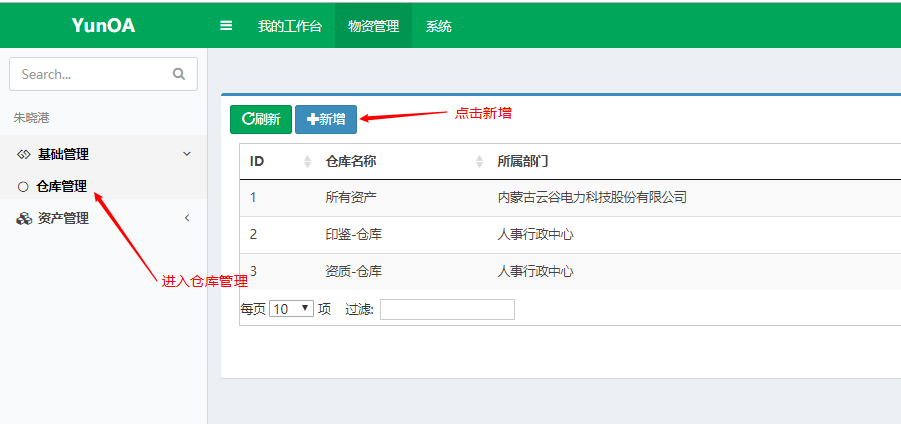 YunOA
我的工作台 物资管理 系统
Search...
朱晓港
基础管理
仓库管理
资产管理
刷新 新增
点击新增
ID 仓库名称 所属部门
1 所有资产 内蒙古云谷电力科技股份有限公司
2 印鉴-仓库 人事行政中心
3 资质-仓库 人事行政中心
进入仓库管理
每页 10 项 过滤: